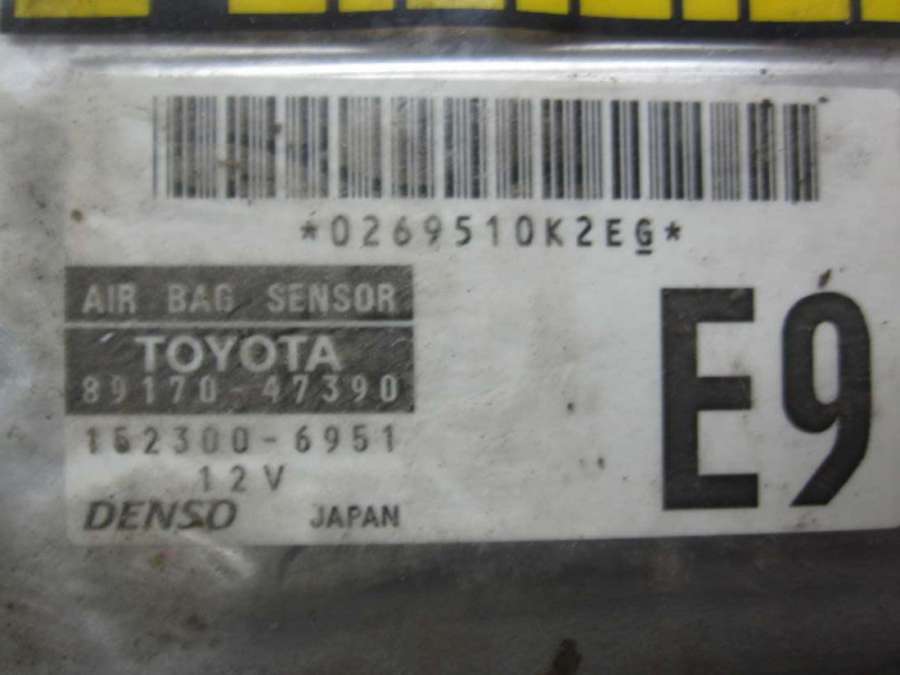 *0269510K2EG*
AIR BAG SENSOR
TOYOTA
89170-47390
152300-6951
12V
DENSO JAPAN
E9